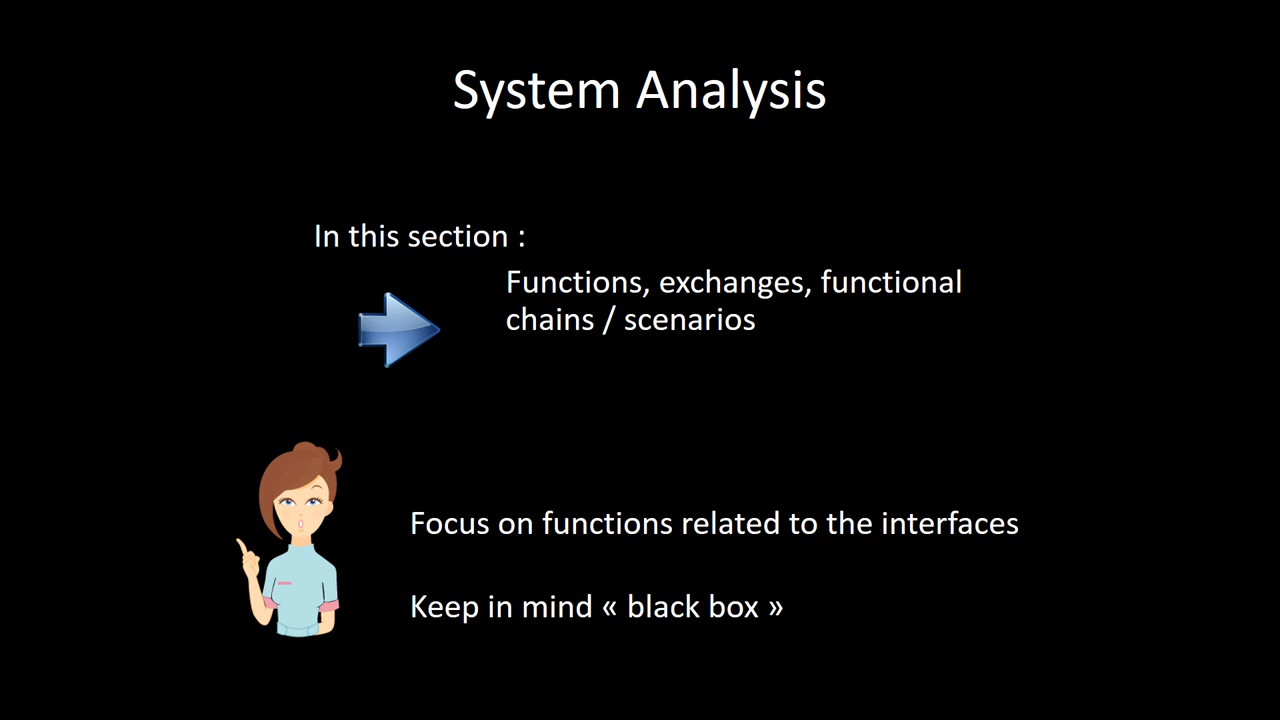 System Analysis
In this section :
Functions, exchanges, functional
chains / scenarios
Focus on functions related to the interfaces
Keep in mind « black box »